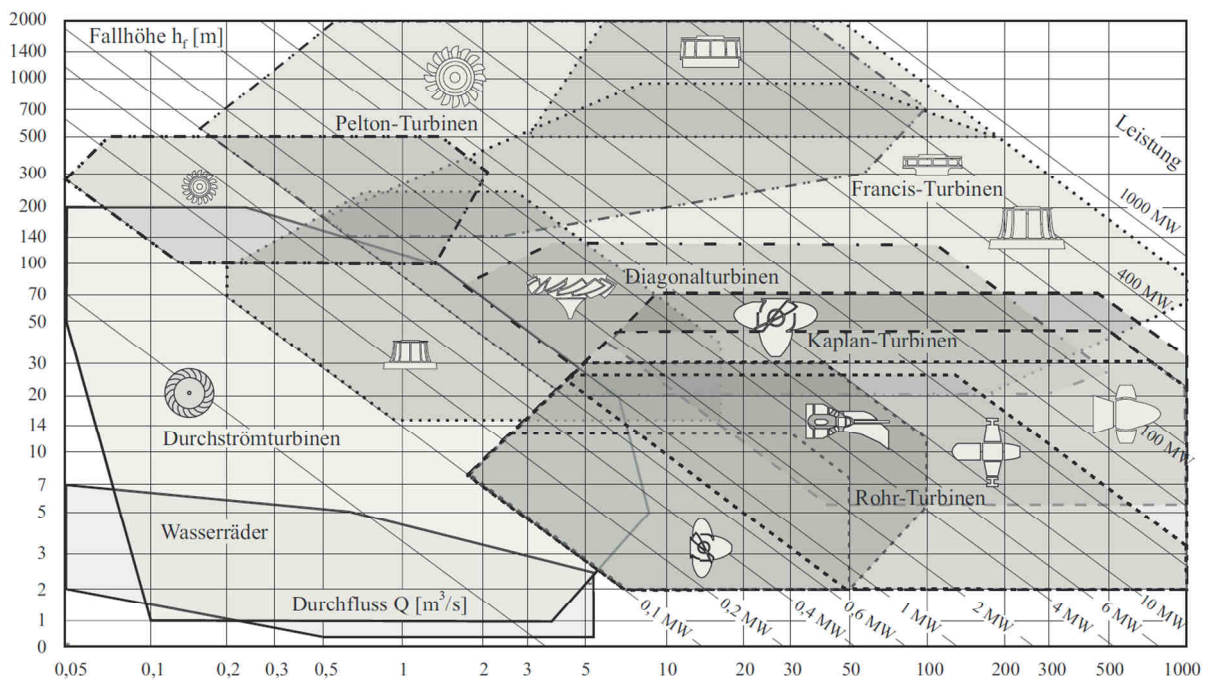 2000
Fallhöhe h_f [m]
1400
1000
700
Pelton-Turbinen
Leistung
500
300
Francis-Turbinen
200
1000 MW
140
100
Diagonalturbinen
400 MW
70
50
Kaplan-Turbinen
30
20
14
Durchströmturbinen
100 MW
10
7
Rohr-Turbinen
5
Wasserräder
3
2
Durchfluss Q [m³/s]
0,1 MW
0,2 MW
0,4 MW
0,6 MW
1 MW
2 MW
4 MW
6 MW
10 MW
1
0
0,05 0,1 0,2 0,3 0,5 1 2 3 5 10 20 30 50 100 200 300 500 1000